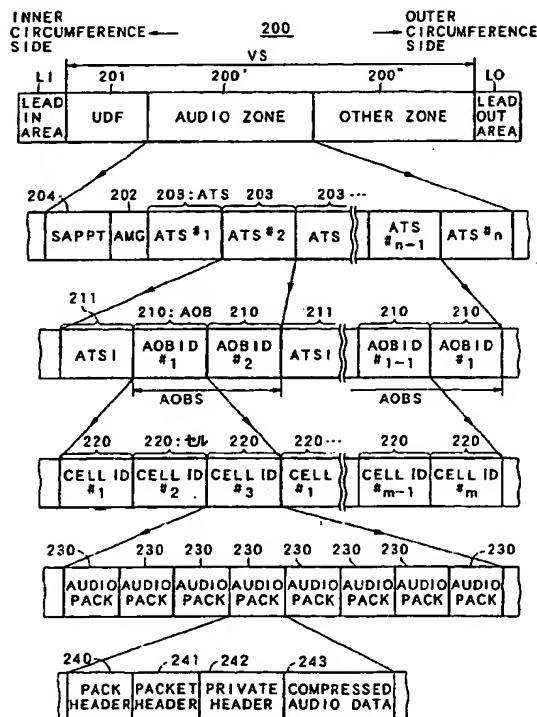 INNER CIRCUMFERENCE SIDE
200
OUTER CIRCUMFERENCE SIDE
VS
LI 201 200' 200" LO
LEAD IN AREA UDF AUDIO ZONE OTHER ZONE LEAD OUT AREA
204 202 203:ATS 203 203...
SAPPT AMG ATS #1 ATS #2 ATS ATS #n-1 ATS #n
211 210:AOB 210 211 210 210
ATSI AOBID #1 AOBID #2 ATSI AOBID #1-1 AOBID #1
AOBS AOBS
220 220:セル 220 220... 220 220
CELL ID #1 CELL ID #2 CELL ID #3 CELL #1 CELL ID #m-1 CELL ID #m
230 230 230 230 230 230 230 230
AUDIO PACK AUDIO PACK AUDIO PACK AUDIO PACK AUDIO PACK AUDIO PACK AUDIO PACK AUDIO PACK
240 241 242 243
PACK HEADER PACKET HEADER PRIVATE HEADER COMPRESSED AUDIO DATA